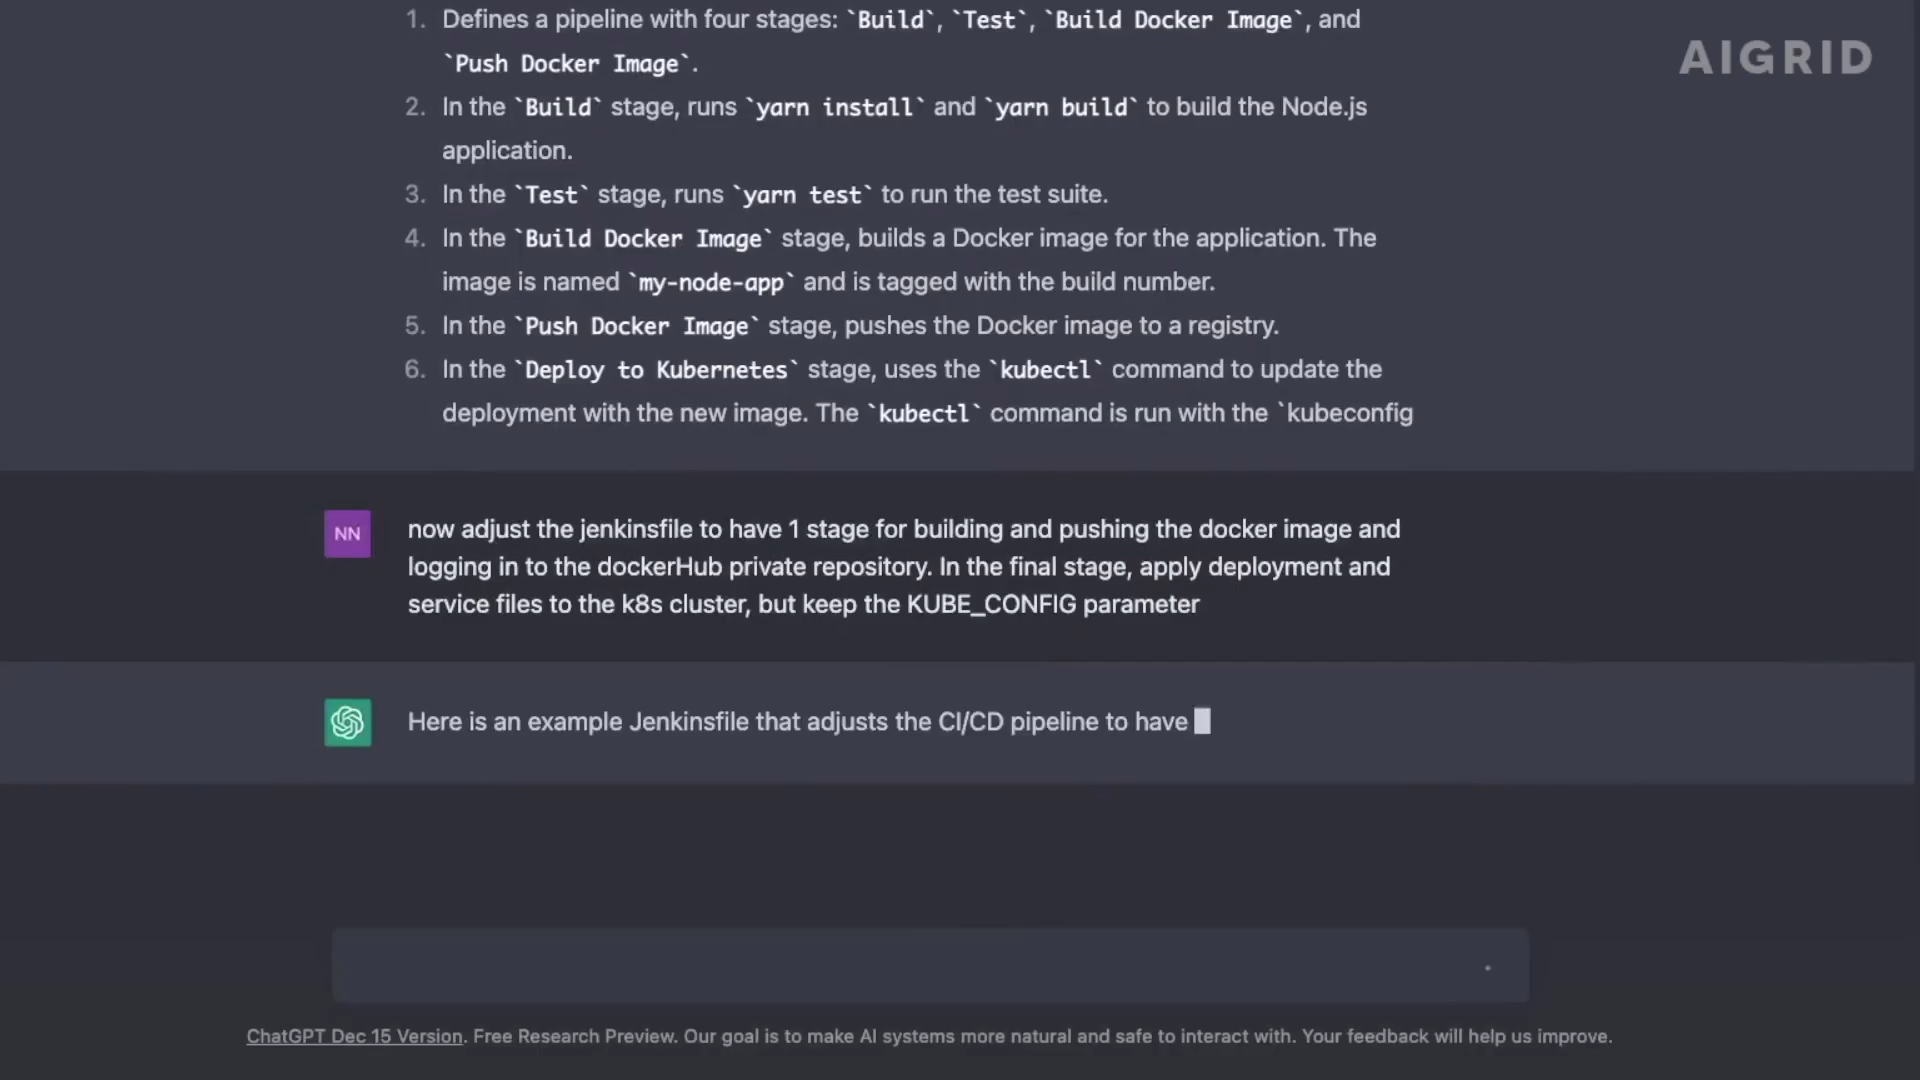 1. Defines a pipeline with four stages: `Build`, `Test`, `Build Docker Image`, and
`Push Docker Image`.
AIGRID
2. In the `Build` stage, runs `yarn install` and `yarn build` to build the Node.js
application.
3. In the `Test` stage, runs `yarn test` to run the test suite.
4. In the `Build Docker Image` stage, builds a Docker image for the application. The
image is named `my-node-app` and is tagged with the build number.
5. In the `Push Docker Image` stage, pushes the Docker image to a registry.
6. In the `Deploy to Kubernetes` stage, uses the `kubectl` command to update the
deployment with the new image. The `kubectl` command is run with the `kubeconfig
NN
now adjust the jenkinsfile to have 1 stage for building and pushing the docker image and
logging in to the dockerHub private repository. In the final stage, apply deployment and
service files to the k8s cluster, but keep the KUBE_CONFIG parameter
Here is an example Jenkinsfile that adjusts the CI/CD pipeline to have
ChatGPT Dec 15 Version. Free Research Preview. Our goal is to make AI systems more natural and safe to interact with. Your feedback will help us improve.